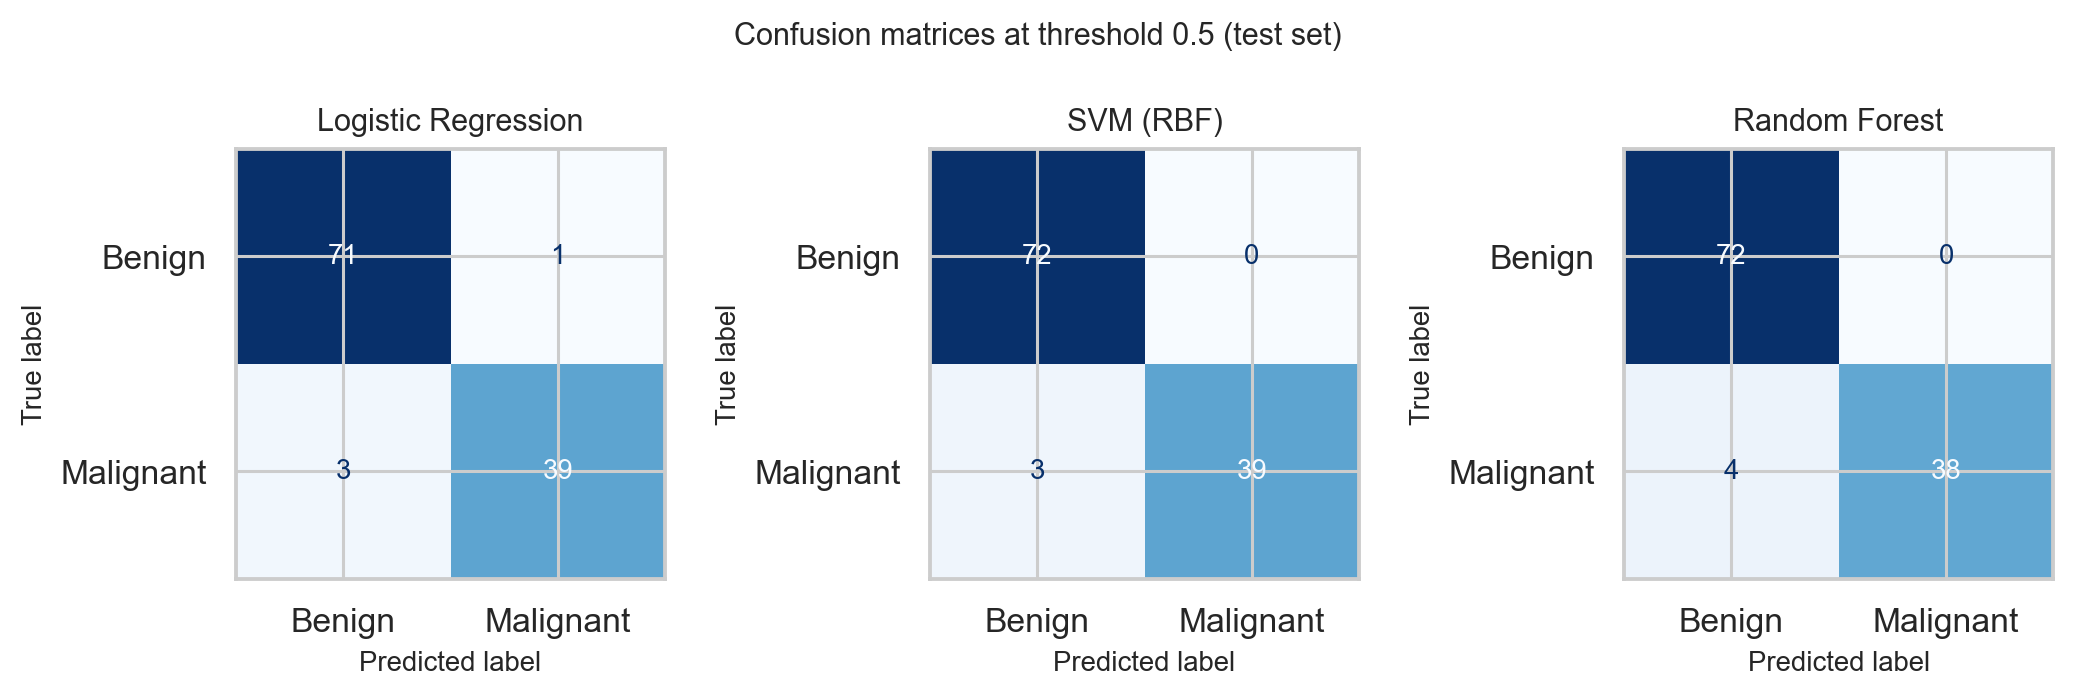 Confusion matrices at threshold 0.5 (test set)
Logistic Regression
True label
Benign
71
1
Malignant
3
39
Benign
Malignant
Predicted label
SVM (RBF)
True label
Benign
72
0
Malignant
3
39
Benign
Malignant
Predicted label
Random Forest
True label
Benign
72
0
Malignant
4
38
Benign
Malignant
Predicted label